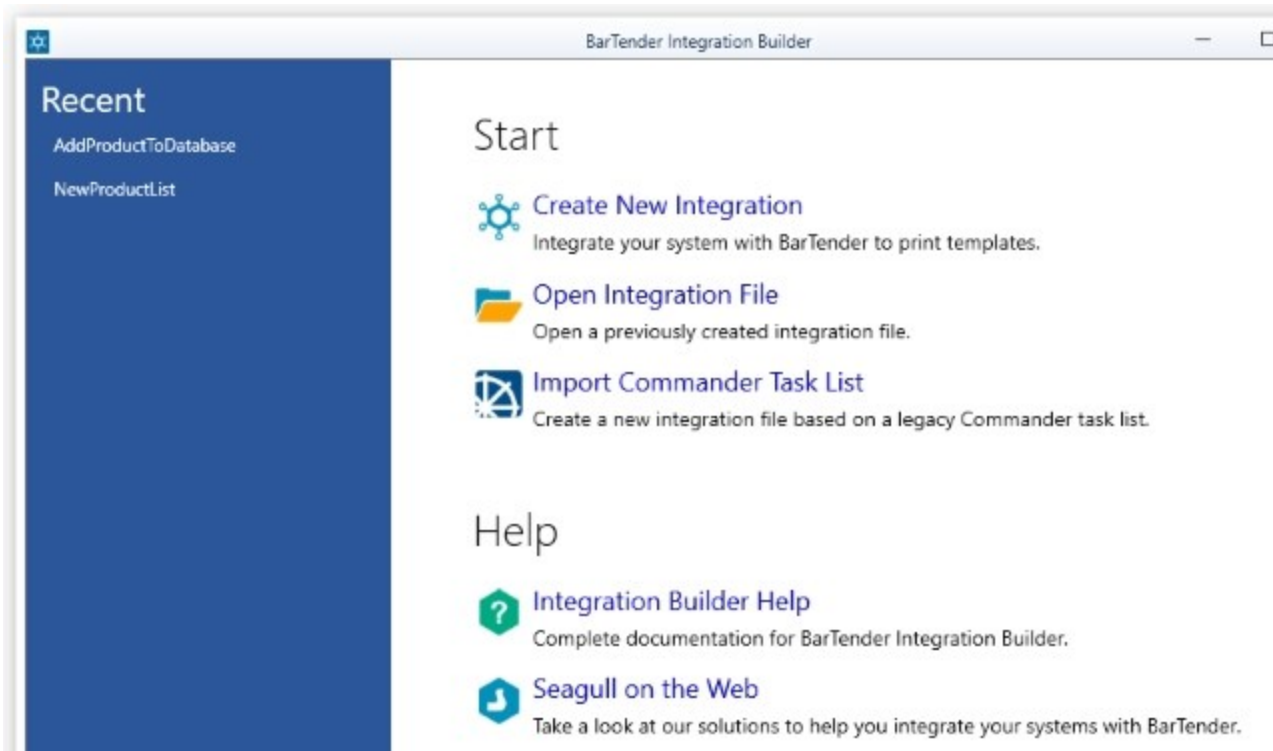 BarTender Integration Builder
Recent
AddProductToDatabase
NewProductList
Start
Create New Integration
Integrate your system with BarTender to print templates.
Open Integration File
Open a previously created integration file.
Import Commander Task List
Create a new integration file based on a legacy Commander task list.
Help
Integration Builder Help
Complete documentation for BarTender Integration Builder.
Seagull on the Web
Take a look at our solutions to help you integrate your systems with BarTender.